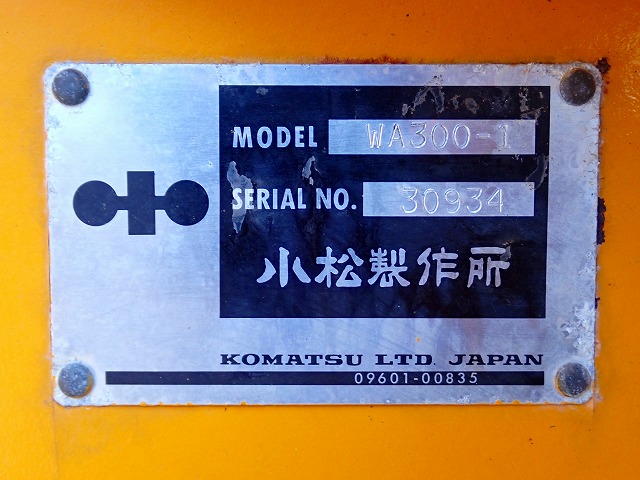 MODEL WA300-1
SERIAL NO. 30934
小松製作所
KOMATSU LTD. JAPAN
09601-00835